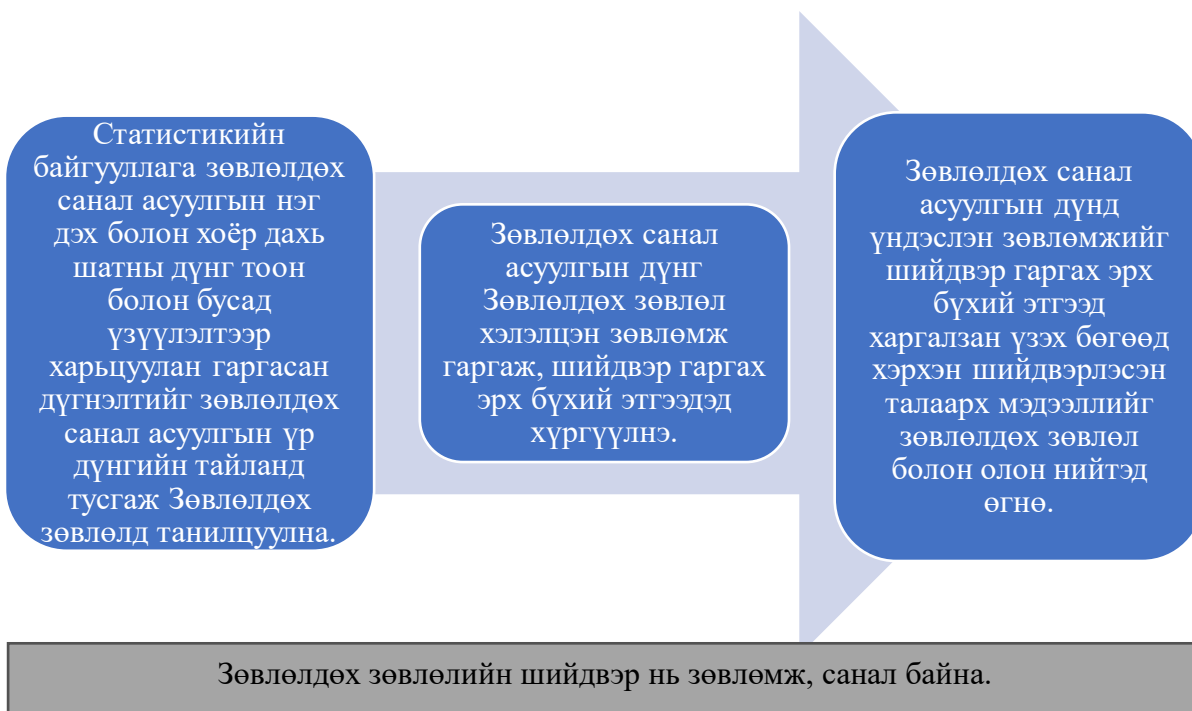 Статистикийн
байгууллага зөвлөлдөх
санал асуулгын нэг
дэх болон хоёр дахь
шатны дүнг тоон
болон бусад
үзүүлэлтээр
харьцуулан гаргасан
дүгнэлтийг зөвлөлдөх
санал асуулгын үр
дүнгийн тайланд
тусгаж Зөвлөлдөх
зөвлөлд танилцуулна.
Зөвлөлдөх санал
асуулгын дүнг
Зөвлөлдөх зөвлөл
хэлэлцэн зөвлөмж
гаргаж, шийдвэр гаргах
эрх бүхий этгээдэд
хүргүүлнэ.
Зөвлөлдөх санал
асуулгын дүнд
үндэслэн зөвлөмжийг
шийдвэр гаргах эрх
бүхий этгээд
харгалзан үзэх бөгөөд
хэрхэн шийдвэрлэсэн
талаарх мэдээллийг
зөвлөлдөх зөвлөл
болон олон нийтэд
өгнө.
Зөвлөлдөх зөвлөлийн шийдвэр нь зөвлөмж, санал байна.